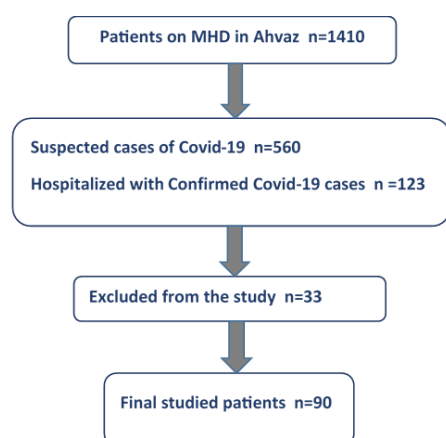 Patients on MHD in Ahvaz n=1410
Suspected cases of Covid-19 n=560
Hospitalized with Confirmed Covid-19 cases n =123
Excluded from the study n=33
Final studied patients n=90